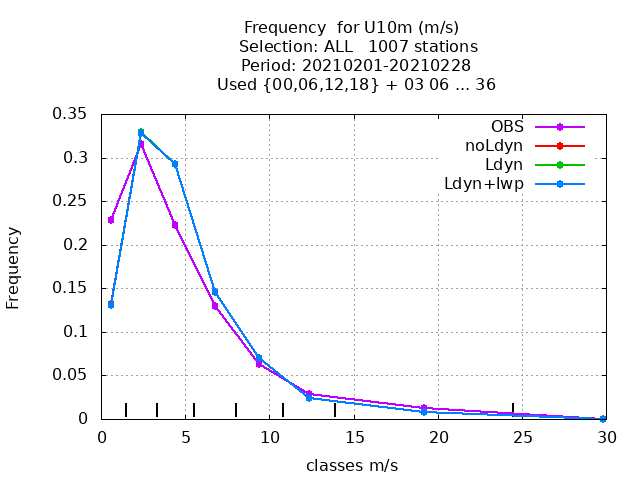 Frequency  for U10m (m/s)
Selection: ALL   1007 stations
Period: 20210201-20210228
Used {00,06,12,18} + 03 06 ... 36
OBS
noLdyn
Ldyn
Ldyn+lwp
Frequency
0.35
0.3
0.25
0.2
0.15
0.1
0.05
0
0 5 10 15 20 25 30
classes m/s